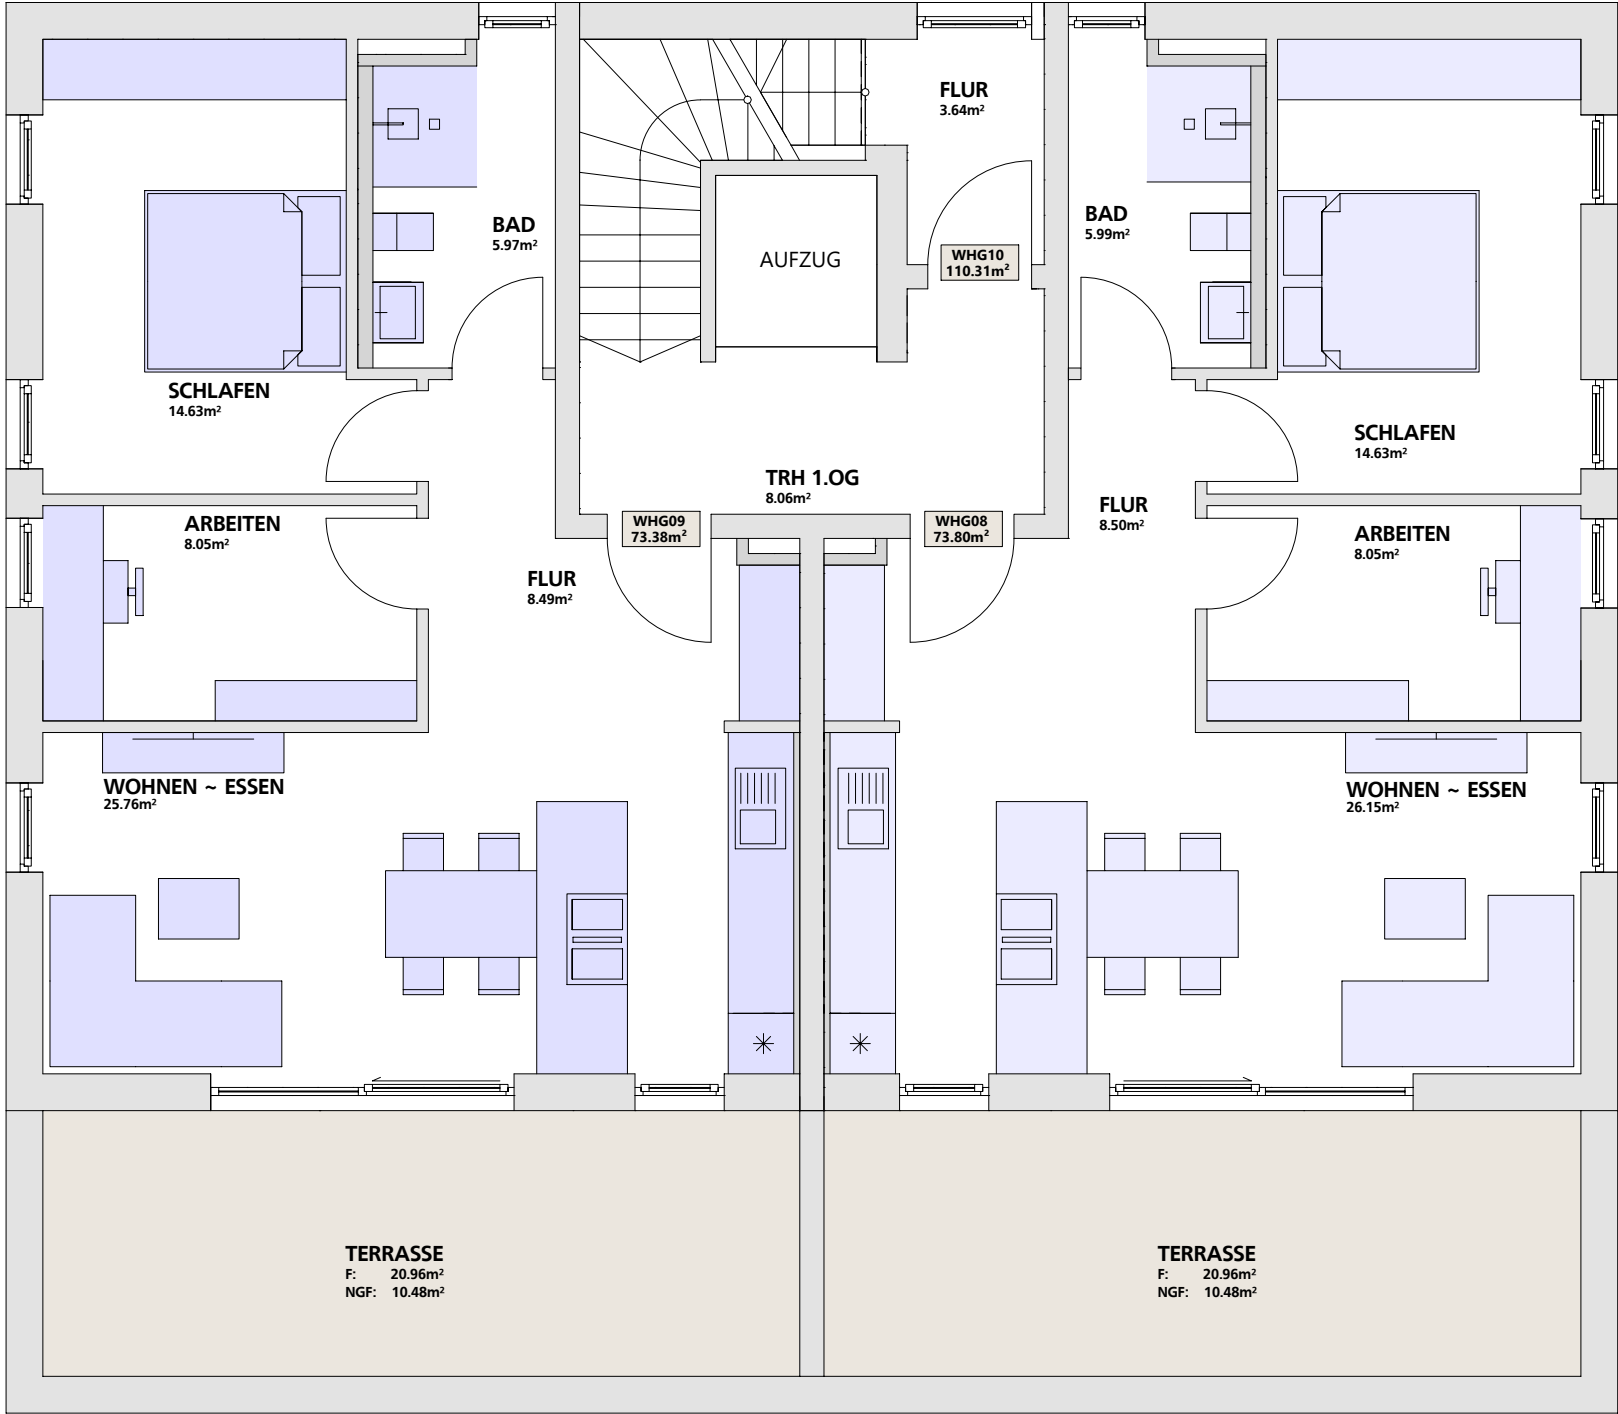 FLUR
3.64m²
BAD
5.97m²
BAD
5.99m²
AUFZUG
WHG10
110.31m²
SCHLAFEN
14.63m²
SCHLAFEN
14.63m²
TRH 1.OG
8.06m²
FLUR
8.50m²
ARBEITEN
8.05m²
WHG09
73.38m²
WHG08
73.80m²
ARBEITEN
8.05m²
FLUR
8.49m²
WOHNEN ~ ESSEN
25.76m²
WOHNEN ~ ESSEN
26.15m²
TERRASSE
F: 20.96m²
NGF: 10.48m²
TERRASSE
F: 20.96m²
NGF: 10.48m²